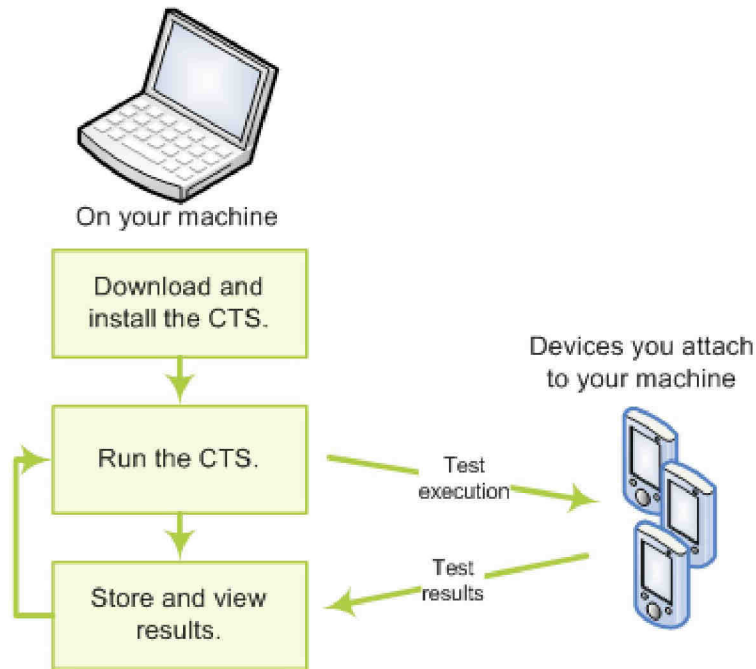 On your machine
Download and
install the CTS.
Devices you attach
to your machine
Run the CTS.
Test
execution
Test
results
Store and view
results.